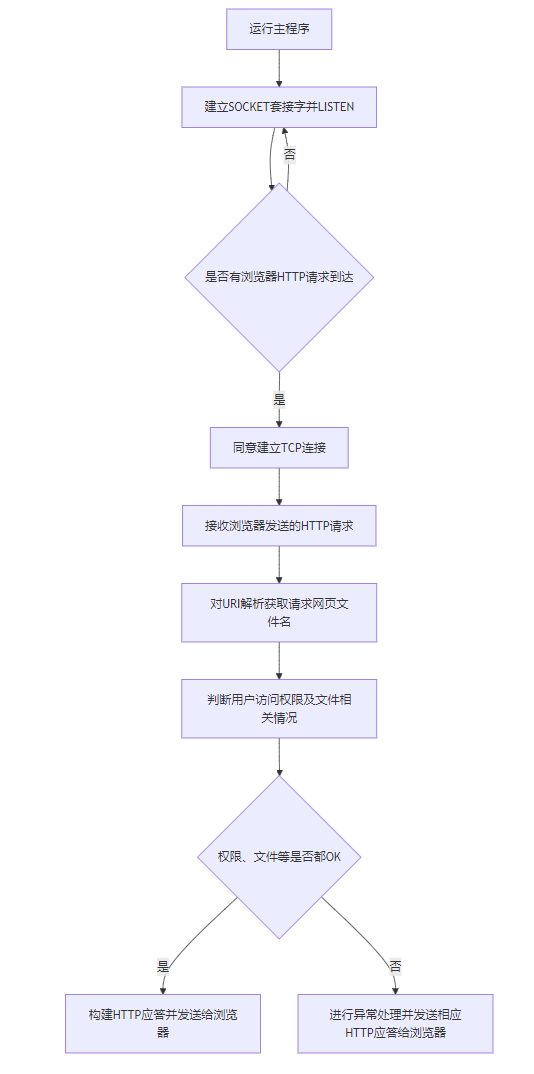 运行主程序
建立SOCKET套接字并LISTEN
否
是否有浏览器HTTP请求到达
是
同意建立TCP连接
接收浏览器发送的HTTP请求
对URI解析获取请求网页文
件名
判断用户访问权限及文件相
关情况
权限、文件等是否都OK
是
否
构建HTTP应答并发送给浏览
器
进行异常处理并发送相应
HTTP应答给浏览器